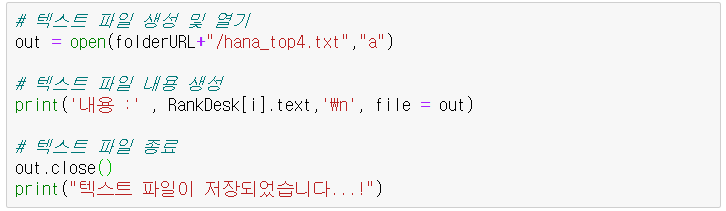 # 텍스트 파일 생성 및 열기
out = open(folderURL+"/hana_top4.txt","a")
# 텍스트 파일 내용 생성
print('내용 :' , RankDesk[i].text,'₩n', file = out)
# 텍스트 파일 종료
out.close()
print("텍스트 파일이 저장되었습니다...!")